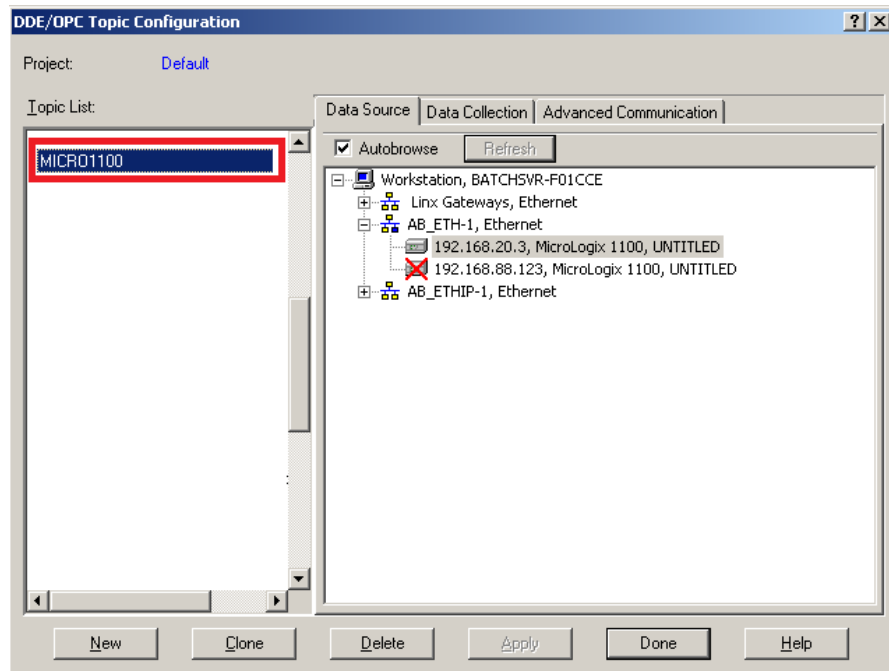 DDE/OPC Topic Configuration
Project: Default
Topic List:
MICRO1100
Data Source Data Collection Advanced Communication
Autobrowse Refresh
Workstation, BATCHSVR-F01CCE
Linx Gateways, Ethernet
AB_ETH-1, Ethernet
192.168.20.3, MicroLogix 1100, UNTITLED
192.168.88.123, MicroLogix 1100, UNTITLED
AB_ETHIP-1, Ethernet
New Clone Delete Apply Done Help